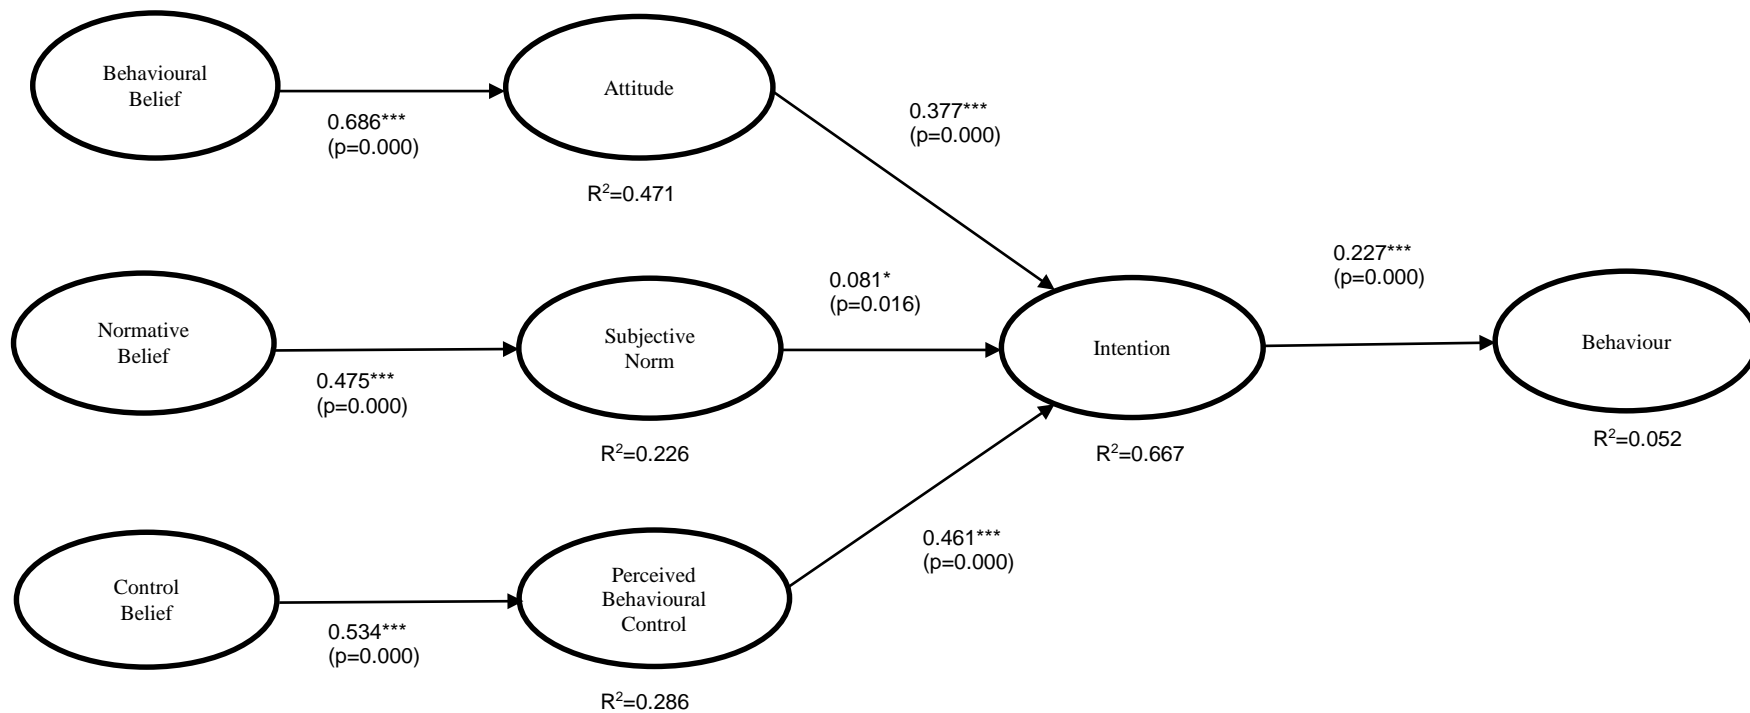 Behavioural
Belief
0.686***
(p=0.000)
Attitude
R²=0.471
0.377***
(p=0.000)
Normative
Belief
0.475***
(p=0.000)
Subjective
Norm
R²=0.226
0.081*
(p=0.016)
Intention
R²=0.667
0.227***
(p=0.000)
Behaviour
R²=0.052
Control
Belief
0.534***
(p=0.000)
Perceived
Behavioural
Control
R²=0.286
0.461***
(p=0.000)